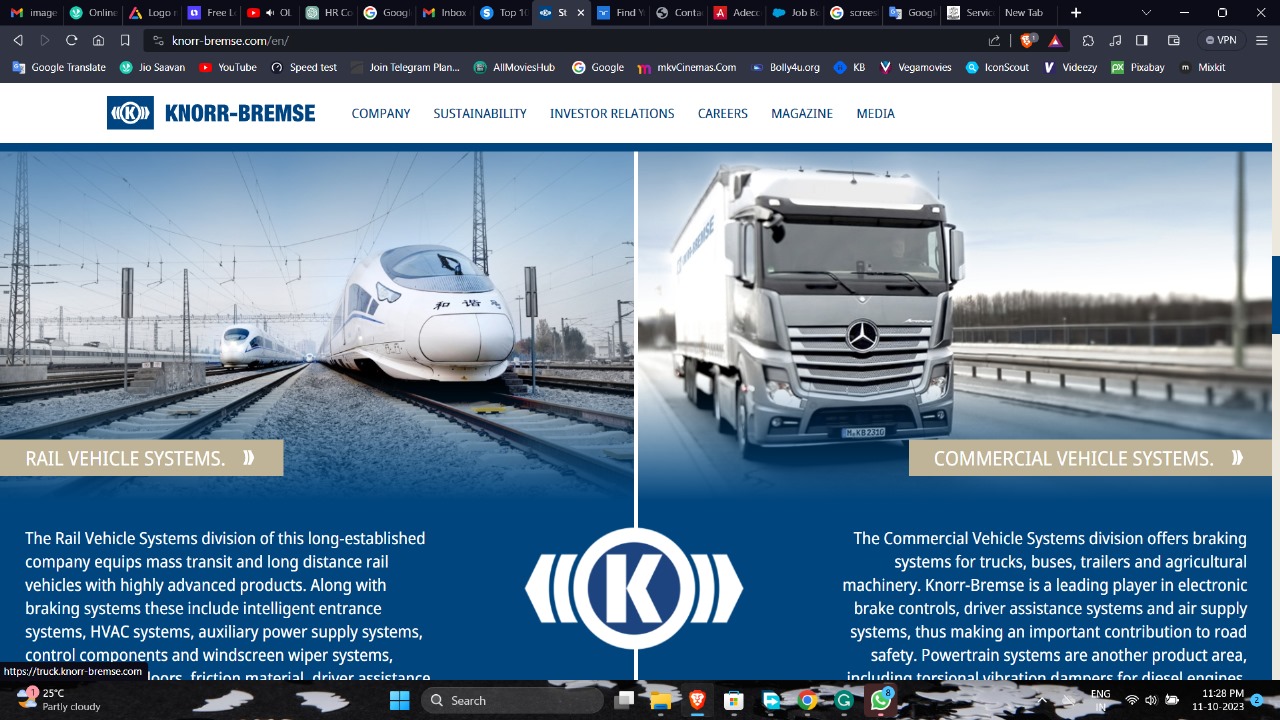 image
Online
Logo r
Free L
OL
HR Co
Googl
Inbox
Top 10
St
Find Y
Conta
Adecc
Job Bo
scree
Googl
Servic
New Tab
knorr-bremse.com/en/
1
VPN
Google Translate
Jio Saavan
YouTube
Speed test
Join Telegram Plan...
AllMoviesHub
Google
mkvCinemas.Com
Bolly4u.org
KB
Vegamovies
IconScout
Videezy
Pixabay
Mixkit
K KNORR-BREMSE
COMPANY
SUSTAINABILITY
INVESTOR RELATIONS
CAREERS
MAGAZINE
MEDIA
和谐号
KNORR-BREMSE
RAIL VEHICLE SYSTEMS.
COMMERCIAL VEHICLE SYSTEMS.
The Rail Vehicle Systems division of this long-established
company equips mass transit and long distance rail
vehicles with highly advanced products. Along with
braking systems these include intelligent entrance
systems, HVAC systems, auxiliary power supply systems,
control components and windscreen wiper systems,
doors, friction material, driver assistance
K
The Commercial Vehicle Systems division offers braking
systems for trucks, buses, trailers and agricultural
machinery. Knorr-Bremse is a leading player in electronic
brake controls, driver assistance systems and air supply
systems, thus making an important contribution to road
safety. Powertrain systems are another product area,
including torsional vibration dampers for diesel engines.
https://truck.knorr-bremse.com
1
25°C
Partly cloudy
Search
8
ENG
IN
11:28 PM
11-10-2023
2